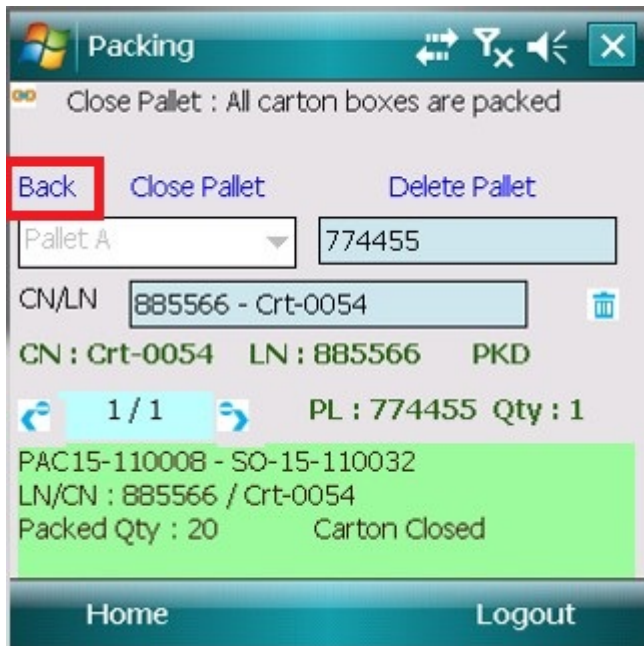 Packing
Close Pallet : All carton boxes are packed
Back Close Pallet Delete Pallet
Pallet A 774455
CN/LN 885566 - Crt-0054
CN : Crt-0054 LN : 885566 PKD
1 / 1 PL : 774455 Qty : 1
PAC15-110008 - SO-15-110032
LN/CN : 885566 / Crt-0054
Packed Qty : 20 Carton Closed
Home Logout